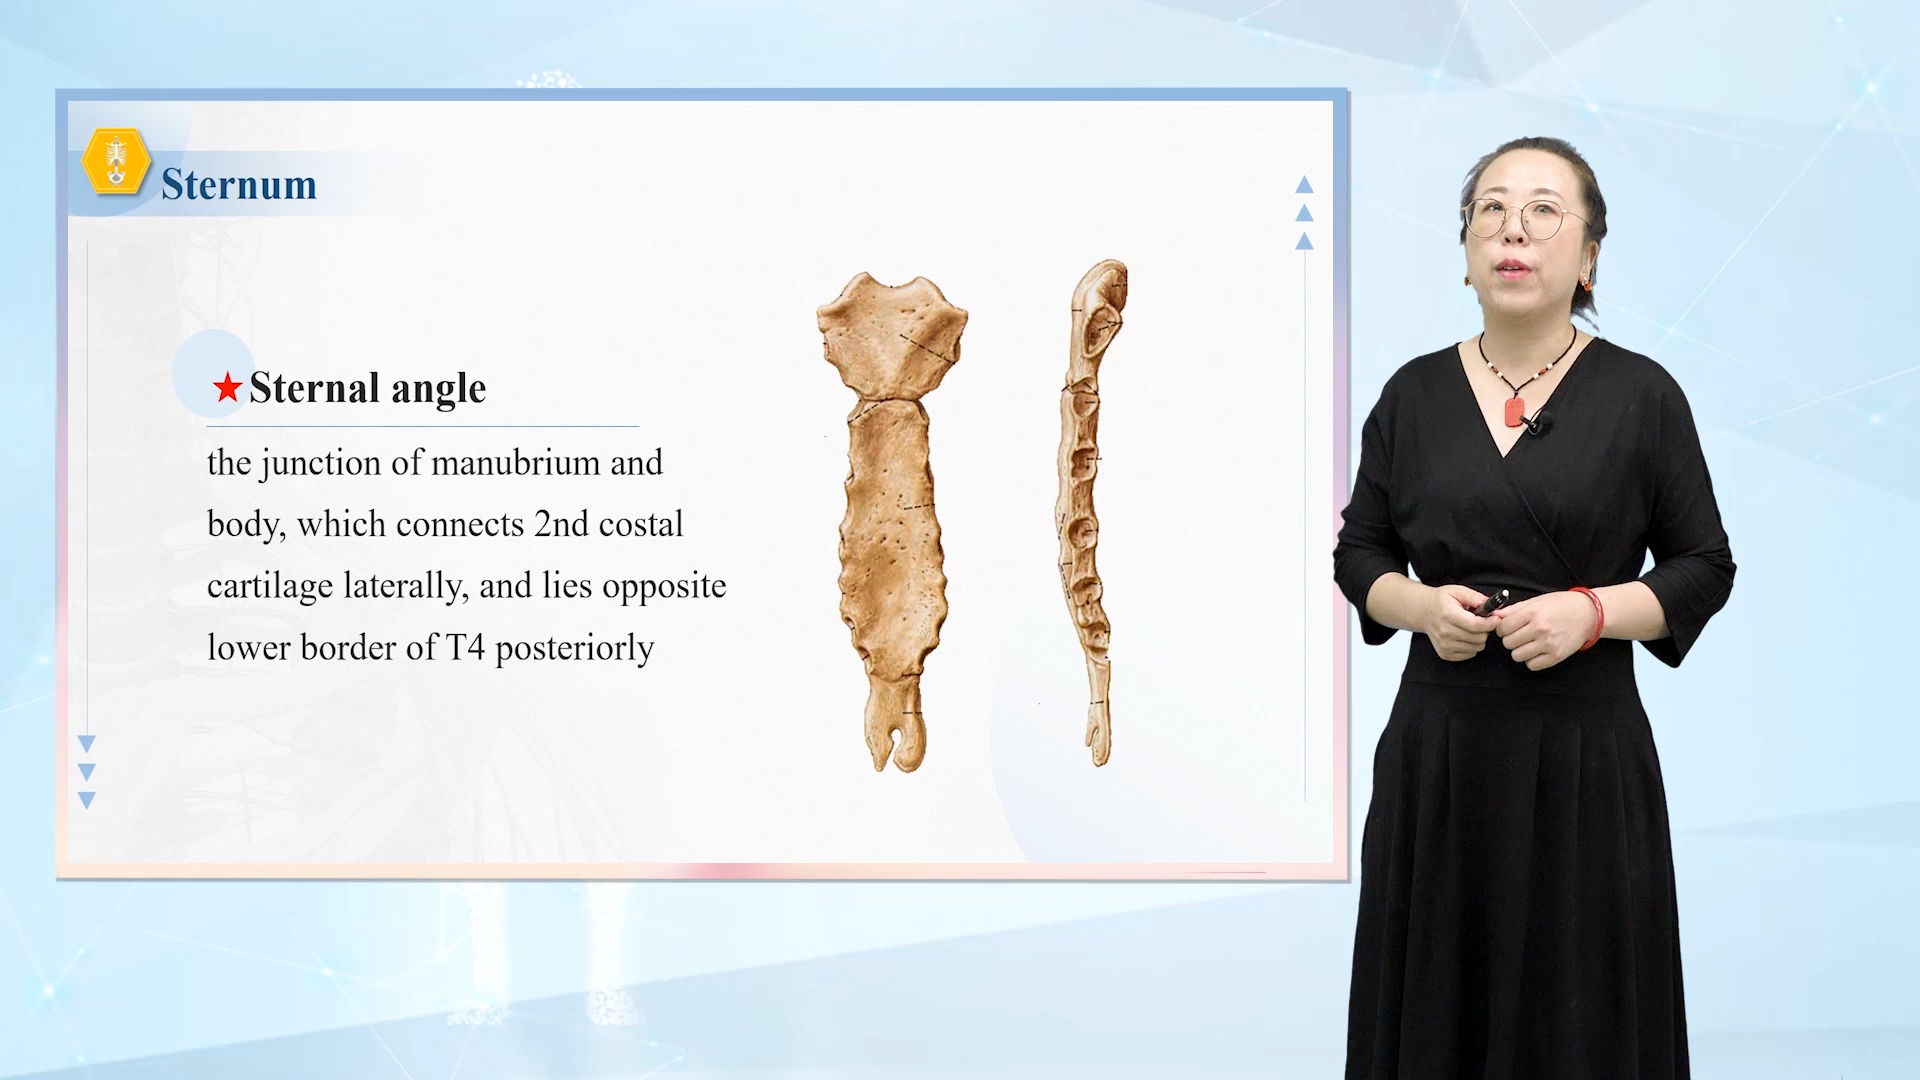 Sternum
★Sternal angle
the junction of manubrium and
body, which connects 2nd costal
cartilage laterally, and lies opposite
lower border of T4 posteriorly